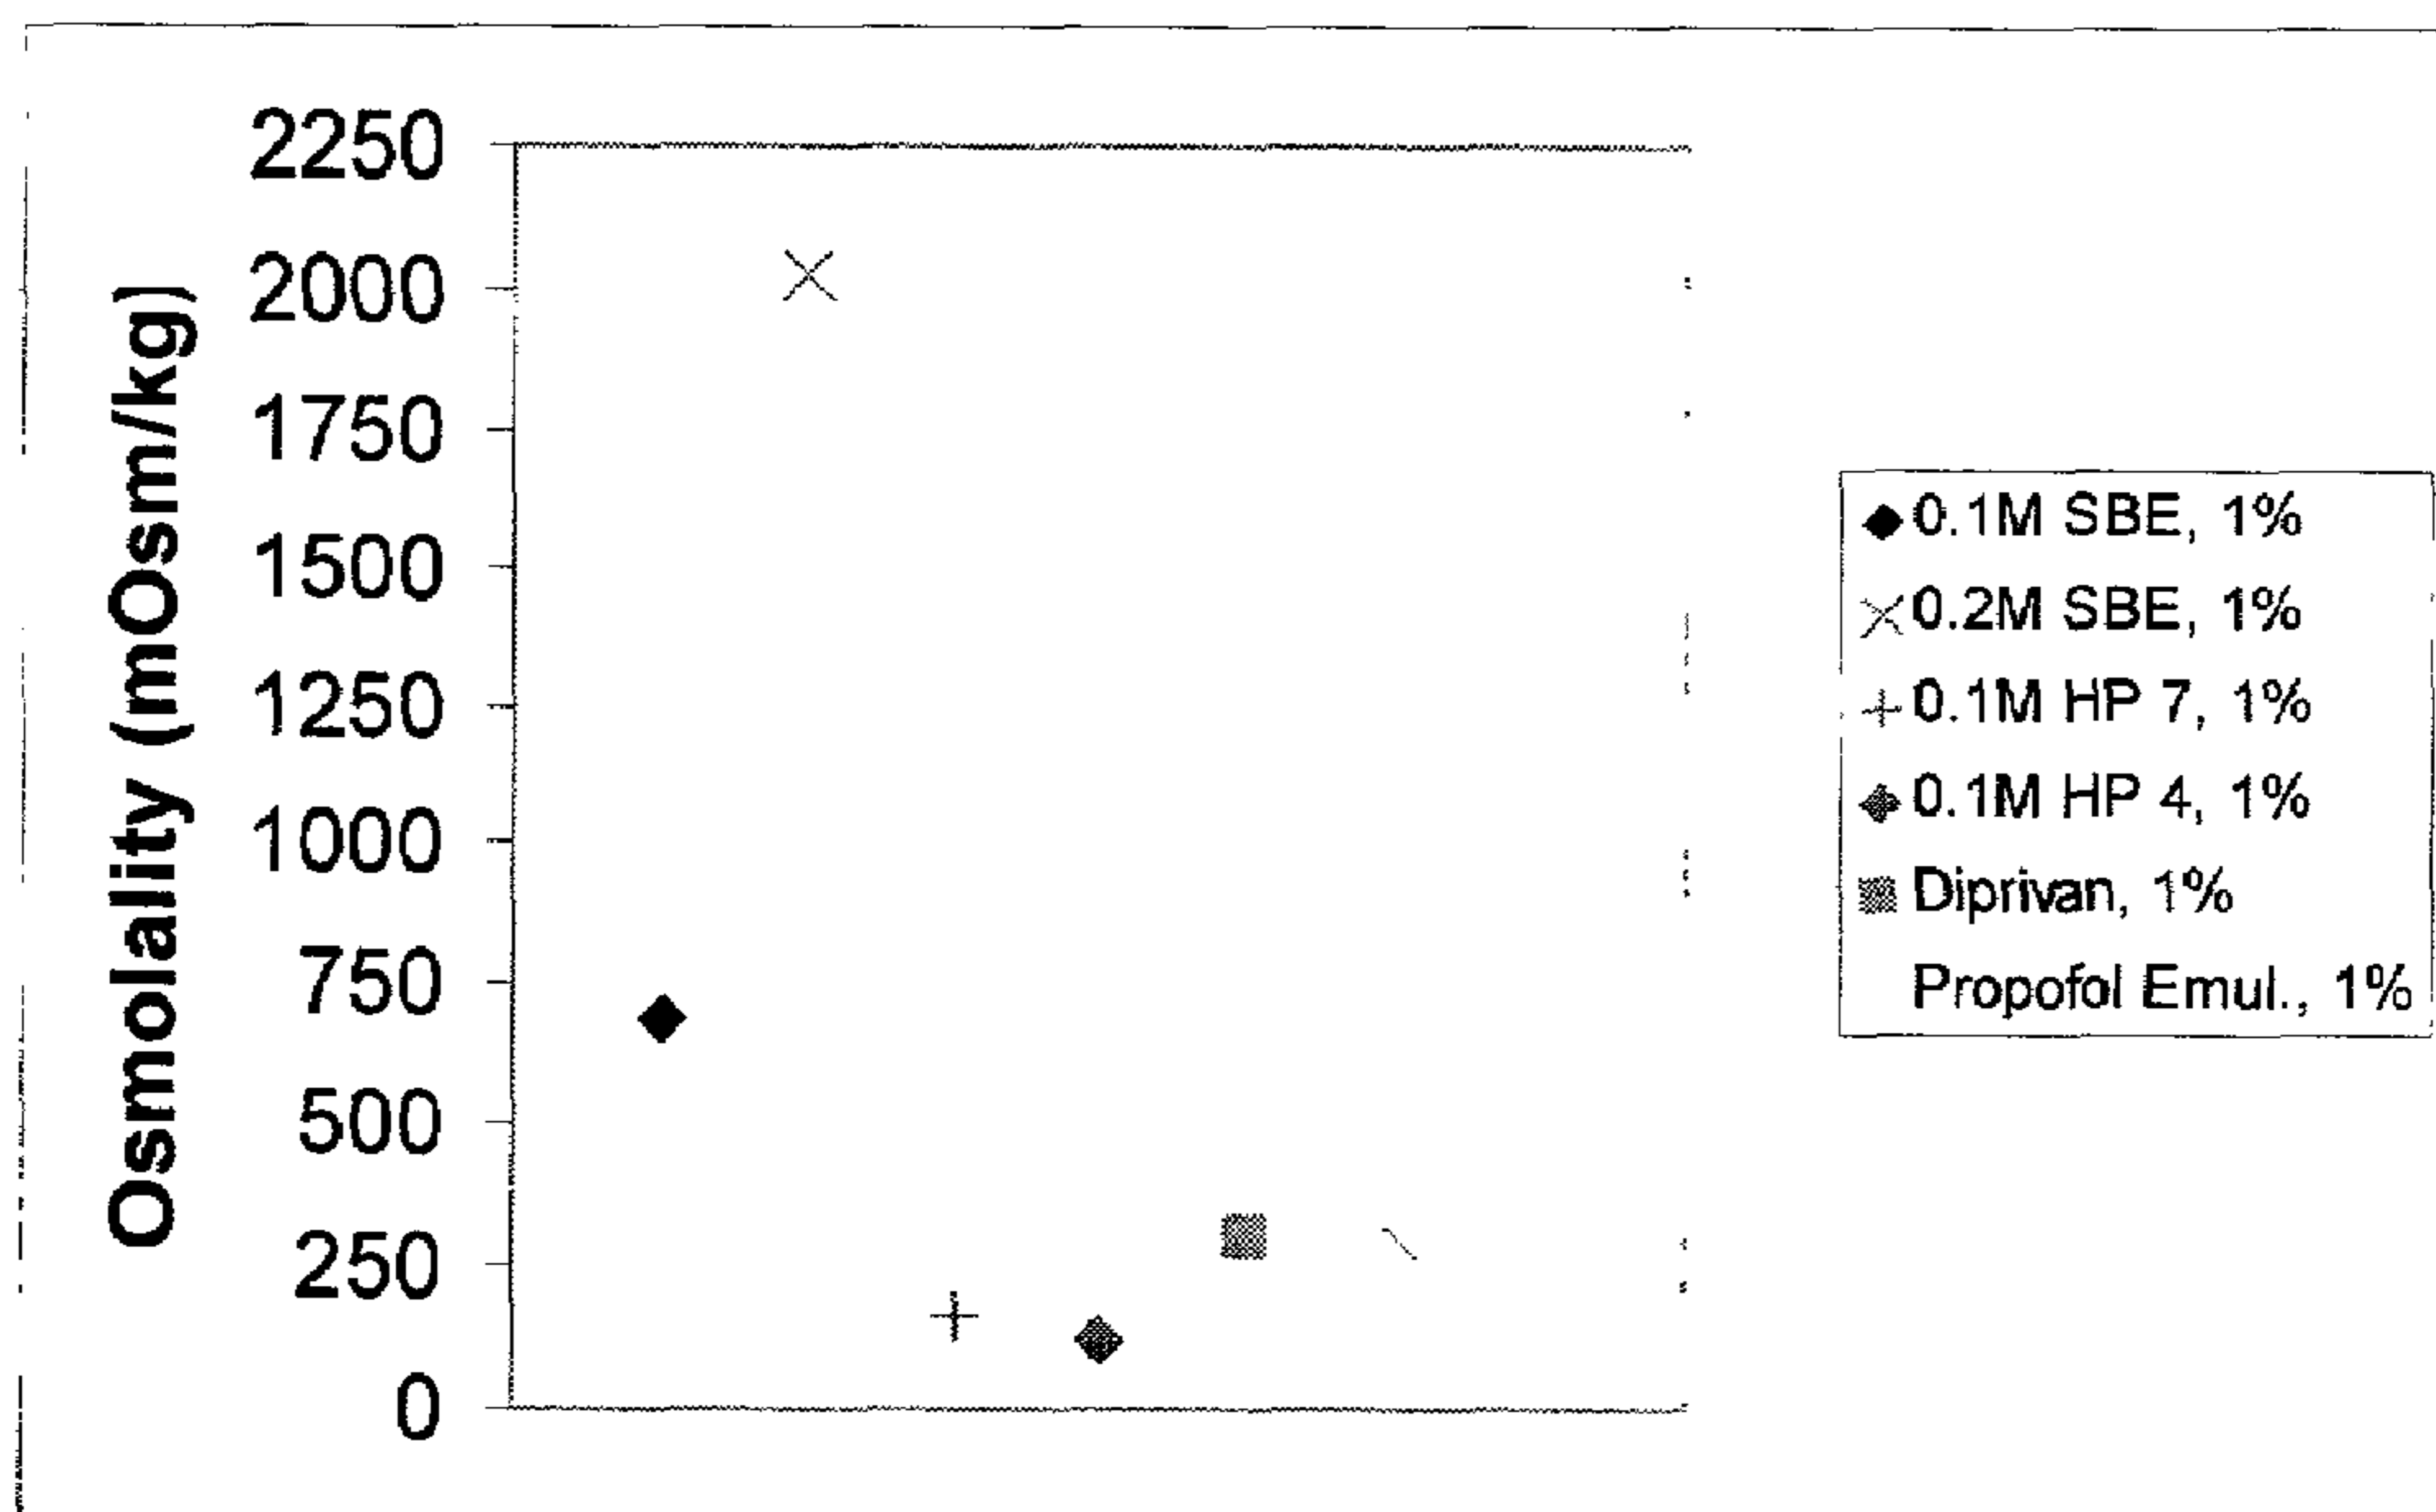 Osmolality (mOsm/kg)
2250
2000
1750
1500
1250
1000
750
500
250
0
0.1M SBE, 1%
0.2M SBE, 1%
0.1M HP 7, 1%
0.1M HP 4, 1%
Diprivan, 1%
Propofol Emul., 1%